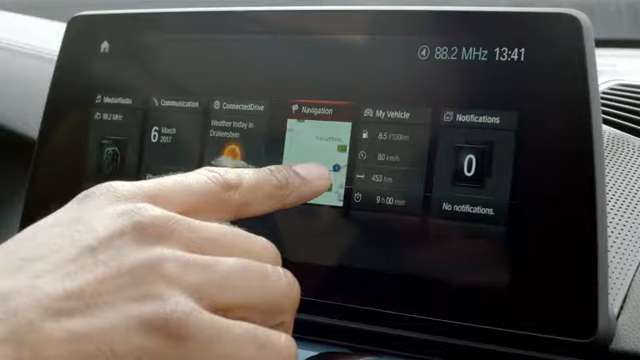 88.2 MHz 13:41
Media/Radio
88.2 MHz
Communication
6 March
2017
ConnectedDrive
Weather today in
Drakenstein
Navigation
My Vehicle
8.5 l/100km
80 km/h
453 km
9 h 00 min
Notifications
0
No notifications.